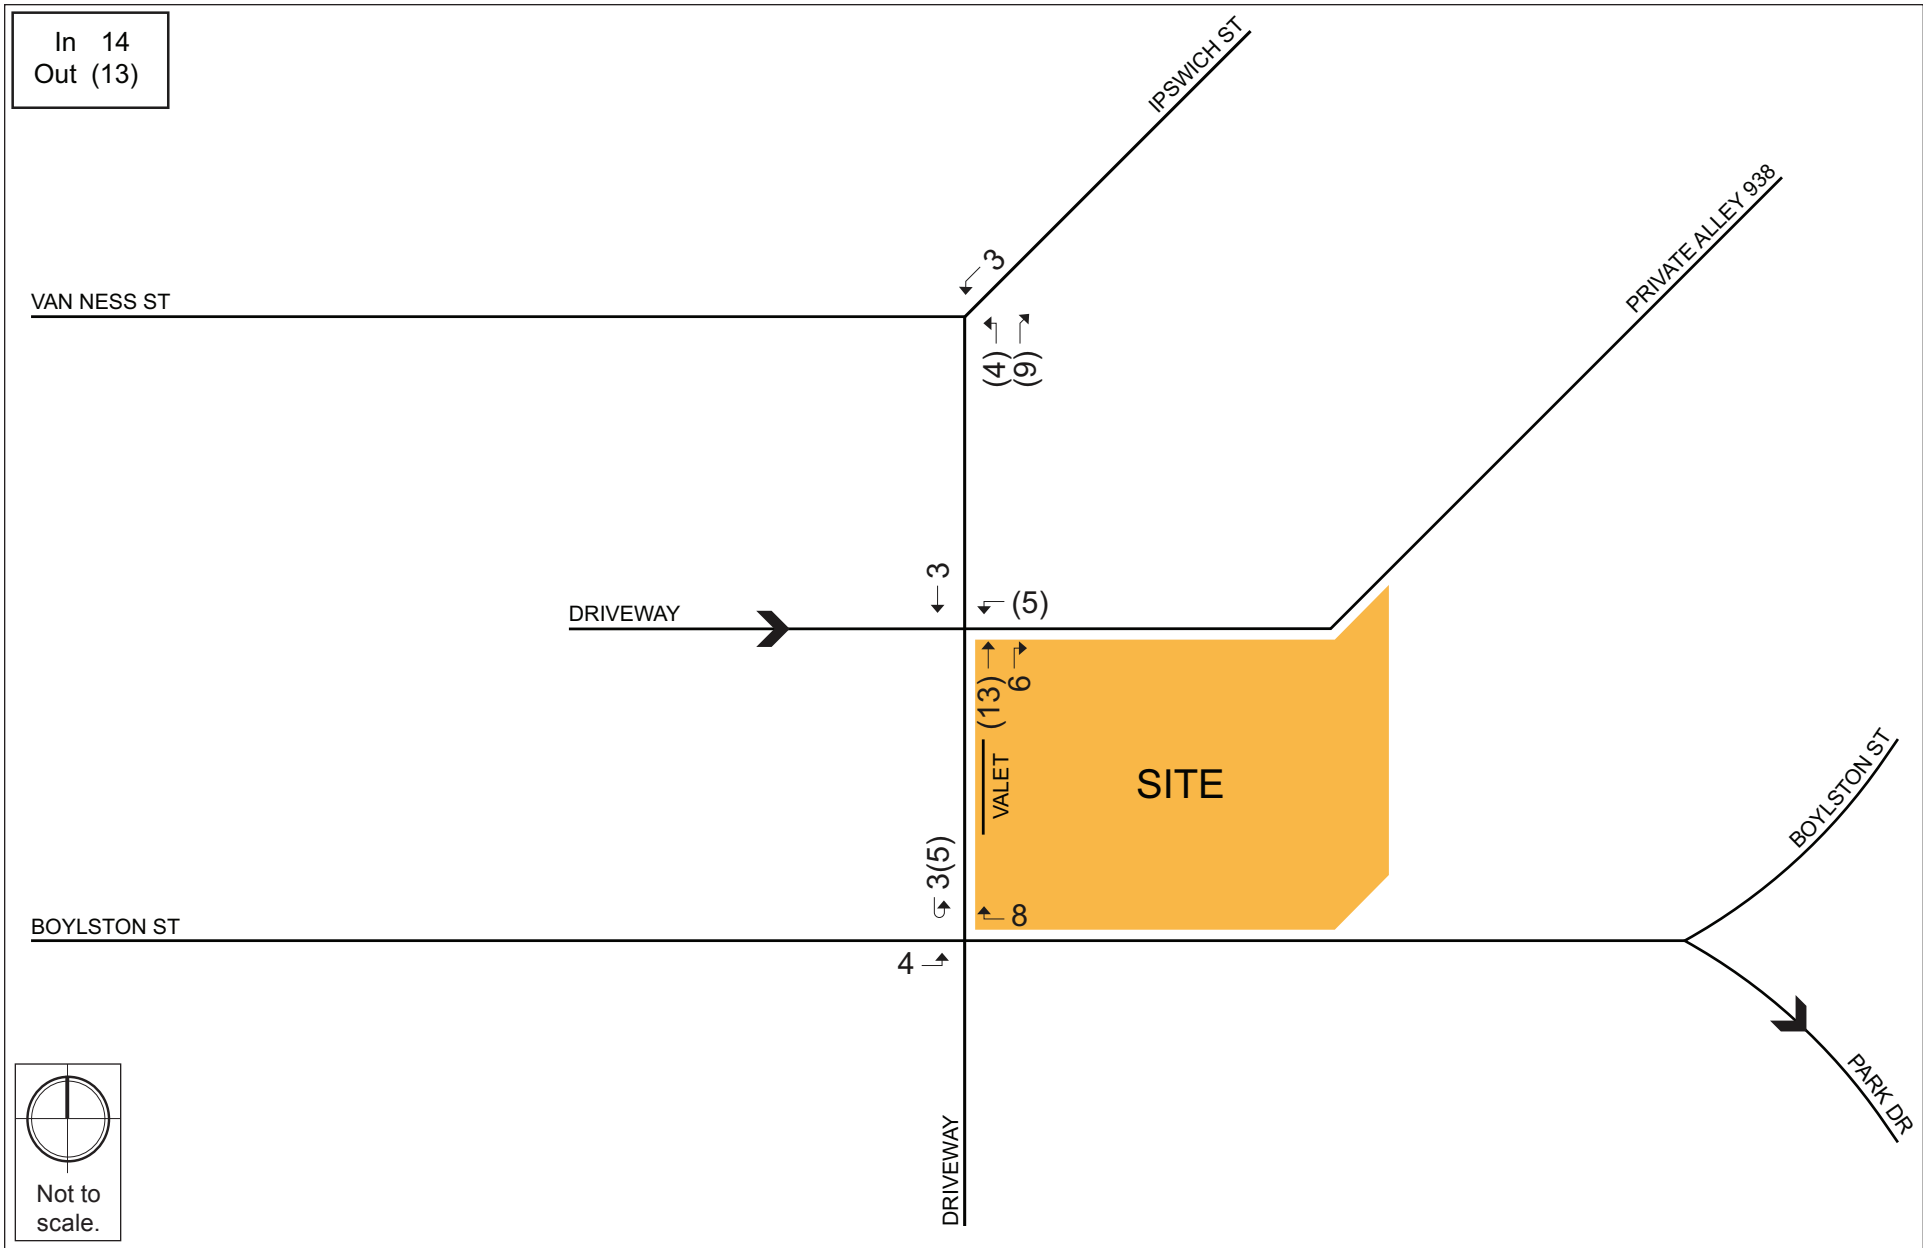 In 14
Out (13)
IPSWICH ST
PRIVATE ALLEY 938
3
VAN NESS ST
(4)
(9)
3
(5)
DRIVEWAY
(13)
6
VALET
SITE
BOYLSTON ST
3(5)
8
BOYLSTON ST
4
PARK DR
DRIVEWAY
Not to
scale.